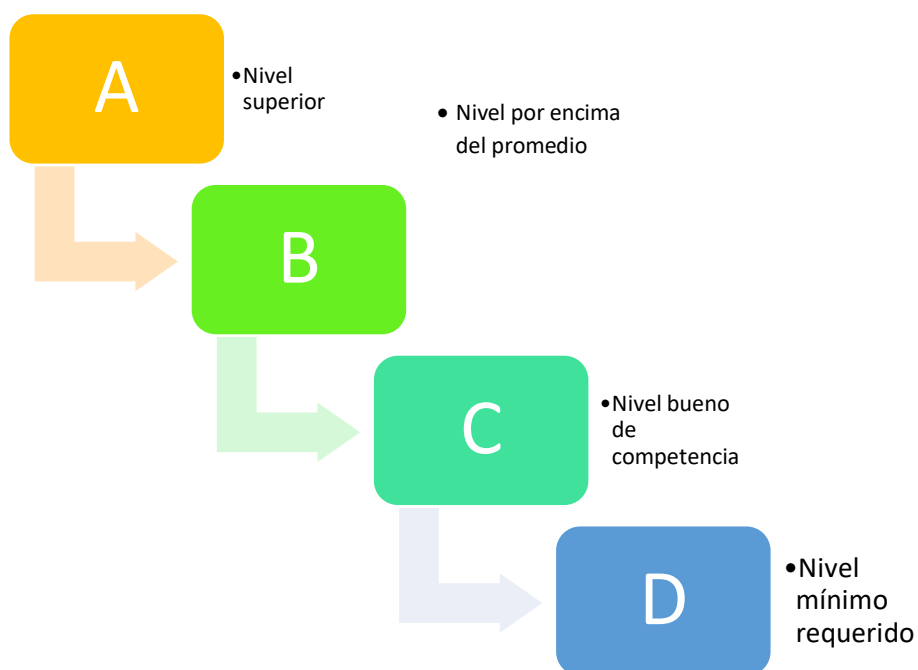 A
•Nivel
superior
• Nivel por encima
del promedio
B
C
•Nivel bueno
de
competencia
D
•Nivel
mínimo
requerido